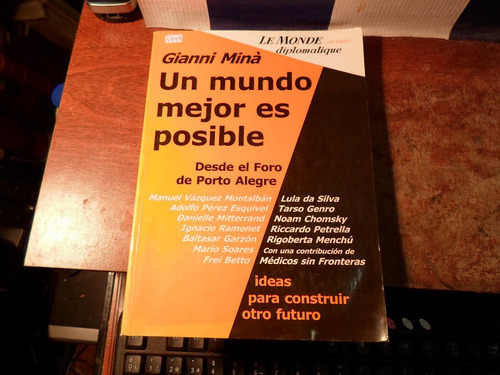 LE MONDE
diplomatique
Gianni Minà
Un mundo
mejor es
posible
Desde el Foro
de Porto Alegre
Manuel Vázquez Montalbán Lula da Silva
Adolfo Pérez Esquivel Tarso Genro
Danielle Mitterrand Noam Chomsky
Ignacio Ramonet Riccardo Petrella
Baltasar Garzón Rigoberta Menchú
Mario Soares Con una contribución de
Frei Betto Médicos sin Fronteras
ideas
para construir
otro futuro